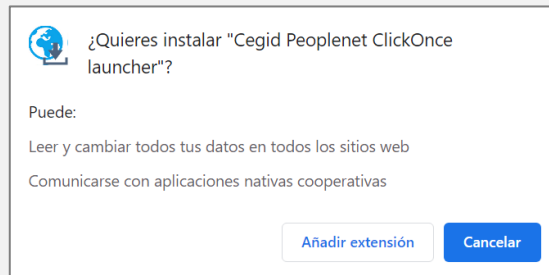 ¿Quieres instalar "Cegid Peoplenet ClickOnce
launcher"?
Puede:
Leer y cambiar todos tus datos en todos los sitios web
Comunicarse con aplicaciones nativas cooperativas
Añadir extensión
Cancelar